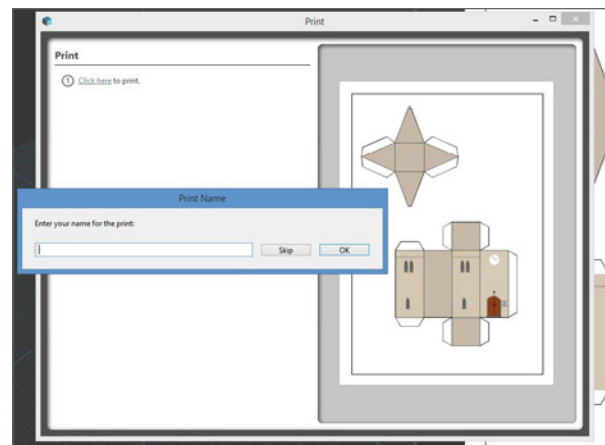 Print
Print
1 Click here to print.
Print Name
Enter your name for the print:
Skip
OK